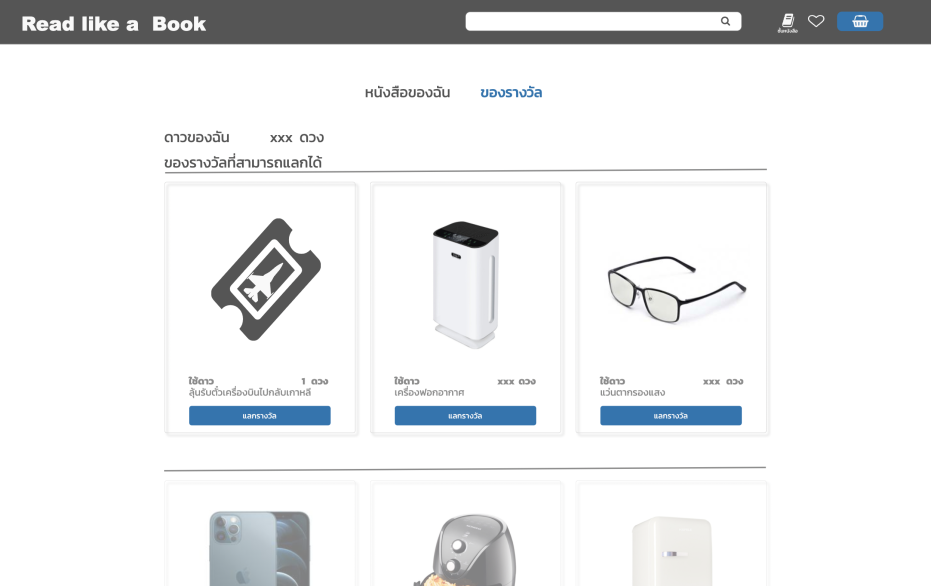 Read like a Book
ซื้อหนังสือ
หนังสือของฉัน ของรางวัล
ดาวของฉัน xxx ดวง
ของรางวัลที่สามารถแลกได้
ใช้ดาว 1 ดวง
ลุ้นรับตั๋วเครื่องบินไปกลับเกาหลี
แลกรางวัล
ใช้ดาว xxx ดวง
เครื่องฟอกอากาศ
แลกรางวัล
ใช้ดาว xxx ดวง
แว่นตากรองแสง
แลกรางวัล